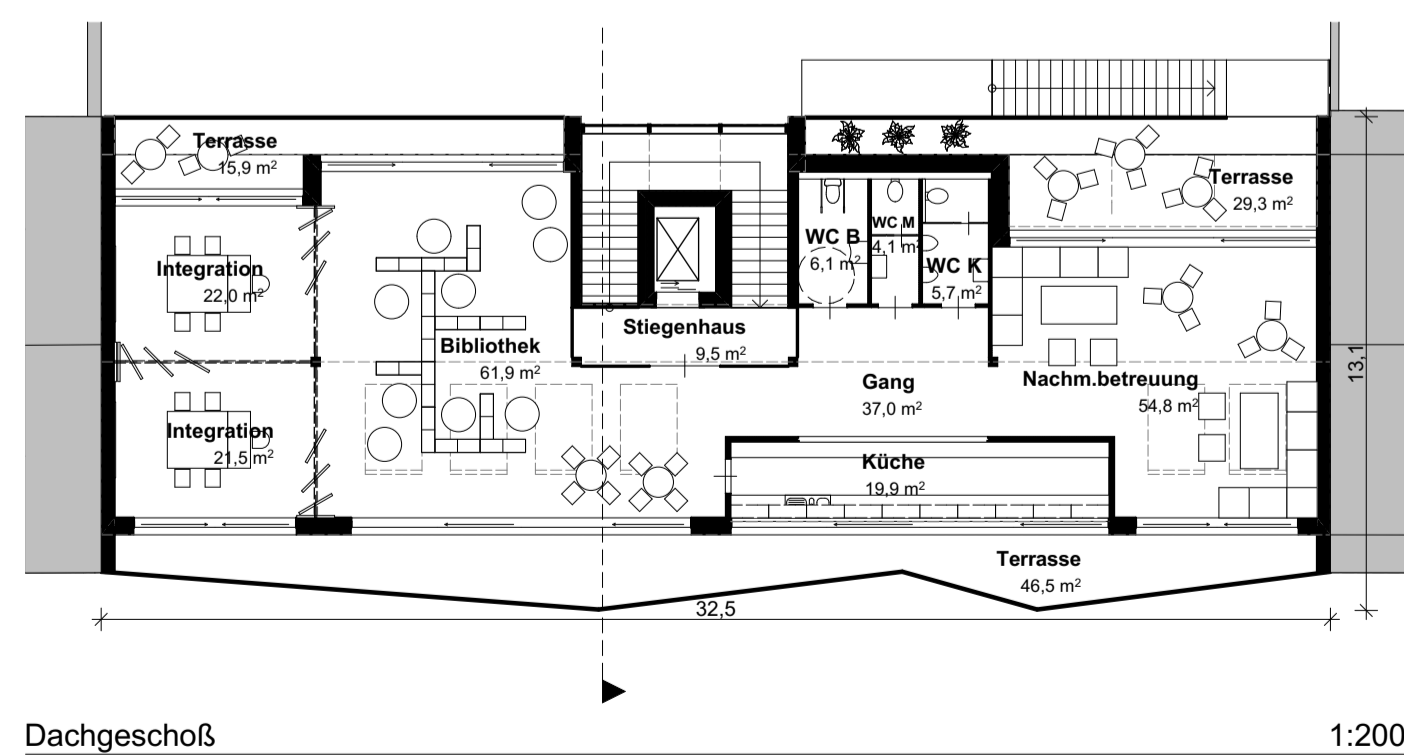 Terrasse
15,9 m²
Terrasse
29,3 m²
WC M
4,1 m²
WC B
6,1 m²
WC K
5,7 m²
Integration
22,0 m²
Stiegenhaus
9,5 m²
Bibliothek
61,9 m²
Gang
37,0 m²
Nachm.betreuung
54,8 m²
13,1
Integration
21,5 m²
Küche
19,9 m²
Terrasse
46,5 m²
32,5
Dachgeschoß
1:200